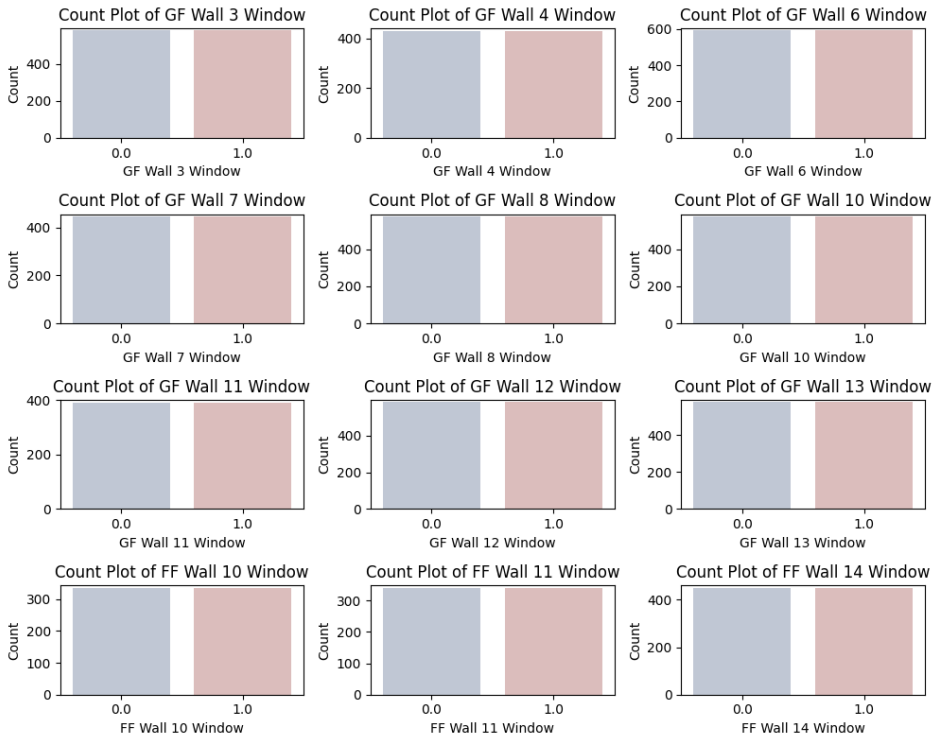 Count Plot of GF Wall 3 Window
Count
400
200
0
0.0 1.0
GF Wall 3 Window
Count Plot of GF Wall 4 Window
Count
400
200
0
0.0 1.0
GF Wall 4 Window
Count Plot of GF Wall 6 Window
Count
600
400
200
0
0.0 1.0
GF Wall 6 Window
Count Plot of GF Wall 7 Window
Count
400
200
0
0.0 1.0
GF Wall 7 Window
Count Plot of GF Wall 8 Window
Count
400
200
0
0.0 1.0
GF Wall 8 Window
Count Plot of GF Wall 10 Window
Count
400
200
0
0.0 1.0
GF Wall 10 Window
Count Plot of GF Wall 11 Window
Count
400
200
0
0.0 1.0
GF Wall 11 Window
Count Plot of GF Wall 12 Window
Count
400
200
0
0.0 1.0
GF Wall 12 Window
Count Plot of GF Wall 13 Window
Count
400
200
0
0.0 1.0
GF Wall 13 Window
Count Plot of FF Wall 10 Window
Count
300
200
100
0
0.0 1.0
FF Wall 10 Window
Count Plot of FF Wall 11 Window
Count
300
200
100
0
0.0 1.0
FF Wall 11 Window
Count Plot of FF Wall 14 Window
Count
400
200
0
0.0 1.0
FF Wall 14 Window